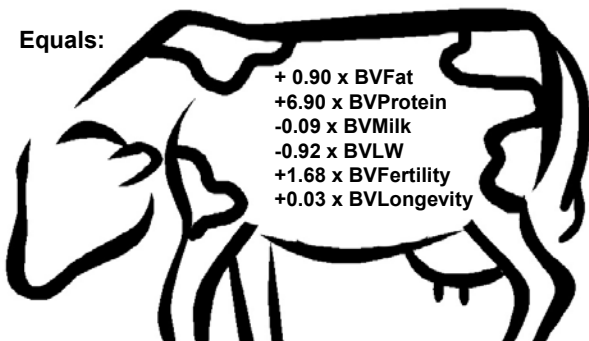 Equals:
+ 0.90 x BVFat
+6.90 x BVProtein
-0.09 x BVMilk
-0.92 x BVLW
+1.68 x BVFertility
+0.03 x BVLongevity